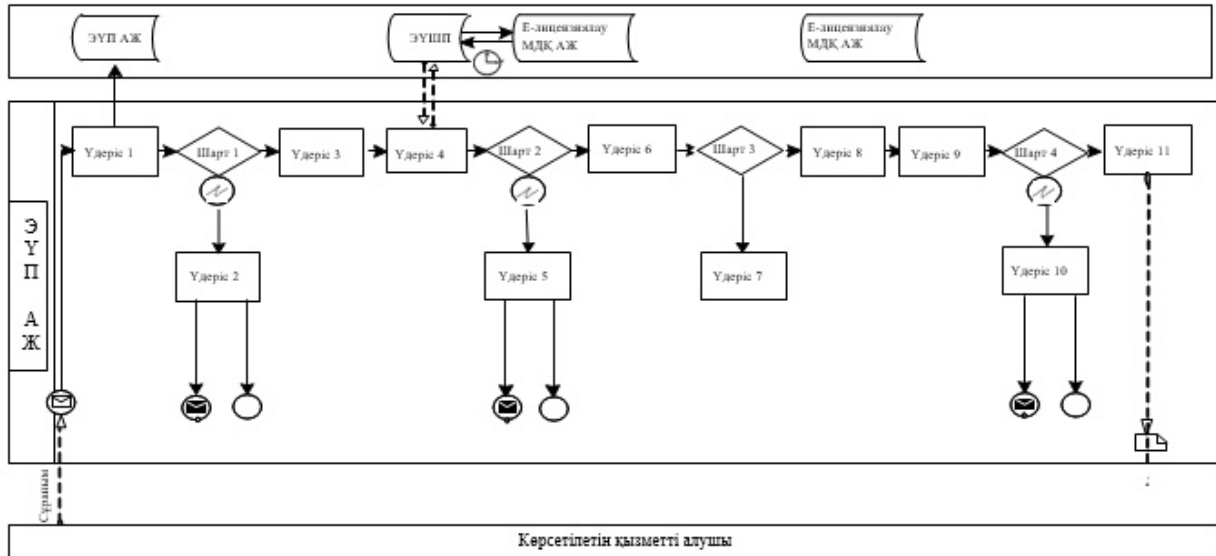 ЭҮП АЖ
ЭҮШП
Е-лицензиялау
МДҚ АЖ
Е-лицензиялау
МДҚ АЖ
Үдеріс 1
Шарт 1
Үдеріс 3
Үдеріс 4
Шарт 2
Үдеріс 6
Шарт 3
Үдеріс 8
Үдеріс 9
Шарт 4
Үдеріс 11
Үдеріс 2
Үдеріс 5
Үдеріс 7
Үдеріс 10
ЭҮП АЖ
Сұраным
Көрсетілетін қызметті алушы